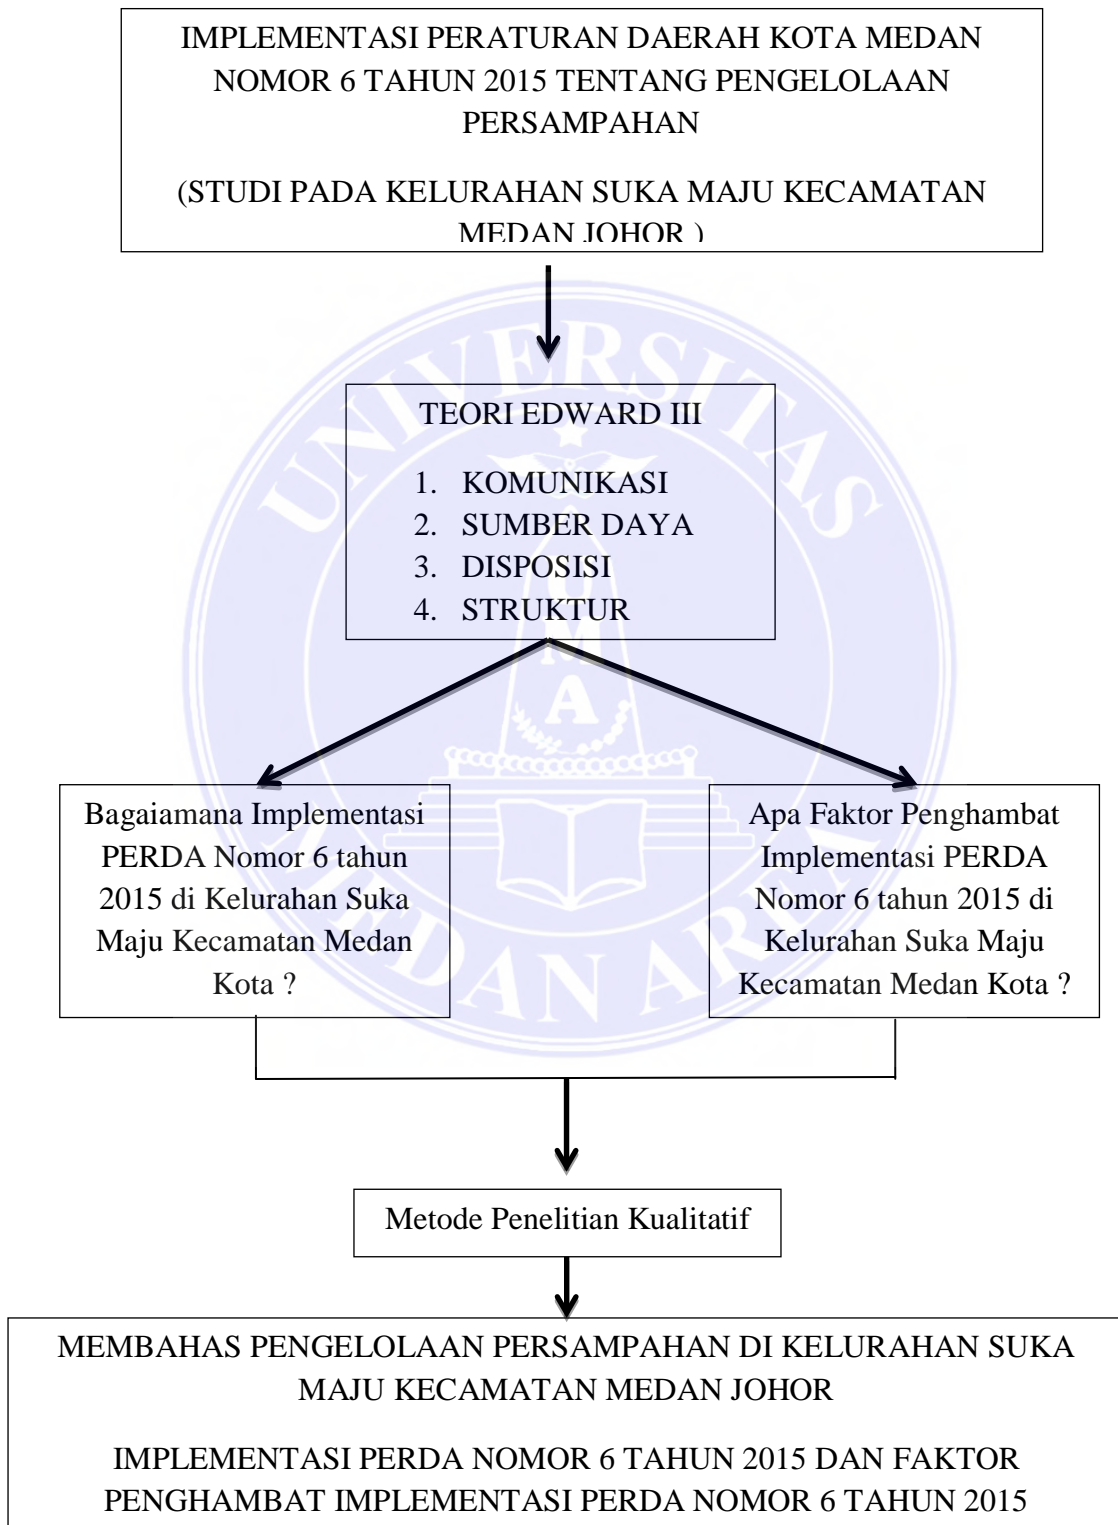 IMPLEMENTASI PERATURAN DAERAH KOTA MEDAN
NOMOR 6 TAHUN 2015 TENTANG PENGELOLAAN
PERSAMPAHAN
(STUDI PADA KELURAHAN SUKA MAJU KECAMATAN
MEDAN JOHOR )
UNIVERSITAS
TEORI EDWARD III
1. KOMUNIKASI
2. SUMBER DAYA
3. DISPOSISI
4. STRUKTUR
U
M
A
Bagaiamana Implementasi
PERDA Nomor 6 tahun
2015 di Kelurahan Suka
Maju Kecamatan Medan
Kota ?
Apa Faktor Penghambat
Implementasi PERDA
Nomor 6 tahun 2015 di
Kelurahan Suka Maju
Kecamatan Medan Kota ?
MEDAN AREA
Metode Penelitian Kualitatif
MEMBAHAS PENGELOLAAN PERSAMPAHAN DI KELURAHAN SUKA
MAJU KECAMATAN MEDAN JOHOR
IMPLEMENTASI PERDA NOMOR 6 TAHUN 2015 DAN FAKTOR
PENGHAMBAT IMPLEMENTASI PERDA NOMOR 6 TAHUN 2015